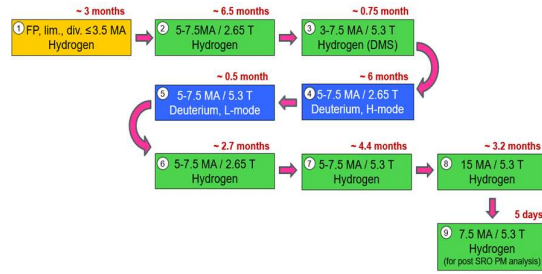 ~ 3 months
1 FP, lim., div. ≤3.5 MA
Hydrogen
~ 6.5 months
2 5-7.5 MA / 2.65 T
Hydrogen
~ 0.75 month
3 3-7.5 MA / 5.3 T
Hydrogen (DMS)
~ 6 months
4 5-7.5 MA / 2.65 T
Deuterium, H-mode
~ 0.5 month
5 5-7.5 MA / 5.3 T
Deuterium, L-mode
~ 2.7 months
6 5-7.5 MA / 2.65 T
Hydrogen
~ 4.4 months
7 5-7.5 MA / 5.3 T
Hydrogen
~ 3.2 months
8 15 MA / 5.3 T
Hydrogen
5 days
9 7.5 MA / 5.3 T
Hydrogen
(for post SRO PM analysis)